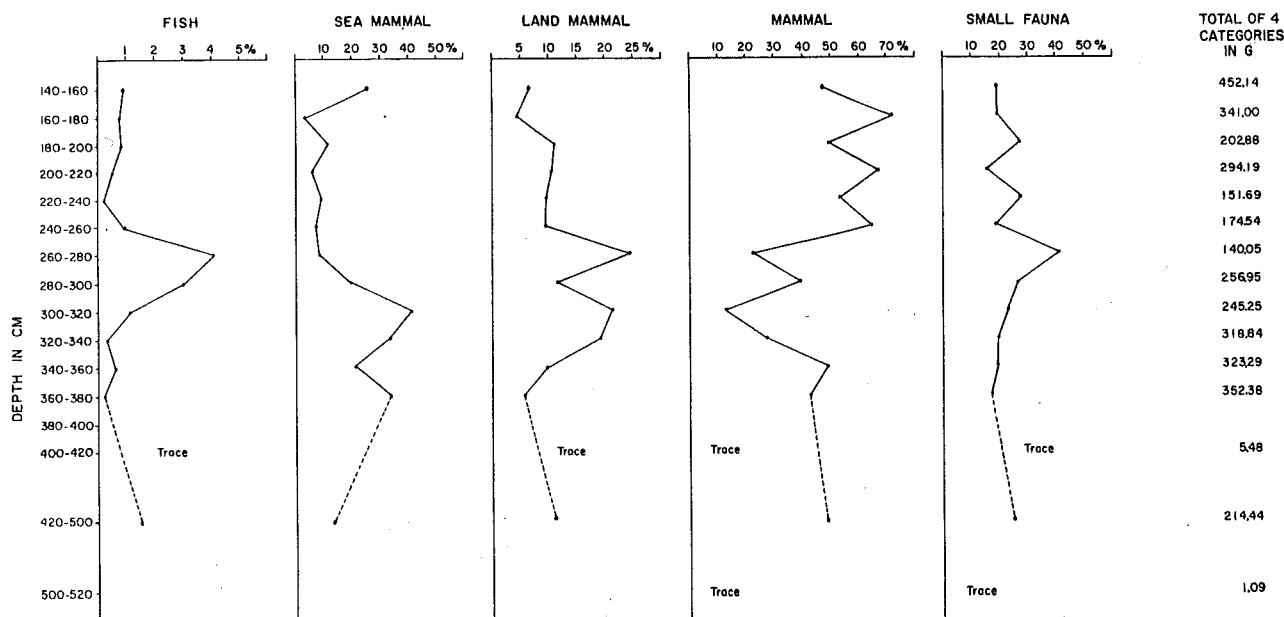 FISH SEA MAMMAL LAND MAMMAL MAMMAL SMALL FAUNA TOTAL OF 4
CATEGORIES
IN G
1 2 3 4 5% 10 20 30 40 50% 5 10 15 20 25% 10 30 50 70% 10 20 30 40 50%
140-160 452.14
160-180 341.00
180-200 202.88
200-220 294.19
220-240 151.69
240-260 174.54
260-280 140.05
280-300 256.95
300-320 245.25
320-340 318.84
340-360 323.29
360-380 352.38
380-400
400-420 Trace Trace Trace Trace 5.48
420-500 214.44
500-520 Trace Trace 1.09
DEPTH IN CM